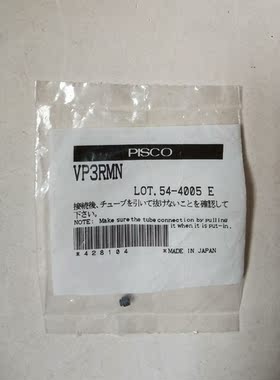 PISCO
VP3RMN
LOT.54-4005 E
接続後、チューブを引いて抜けないことを確認して
下さい。
NOTE: Make sure the tube connection by pulling
it when it is put-in.
*428104*
MADE IN JAPAN